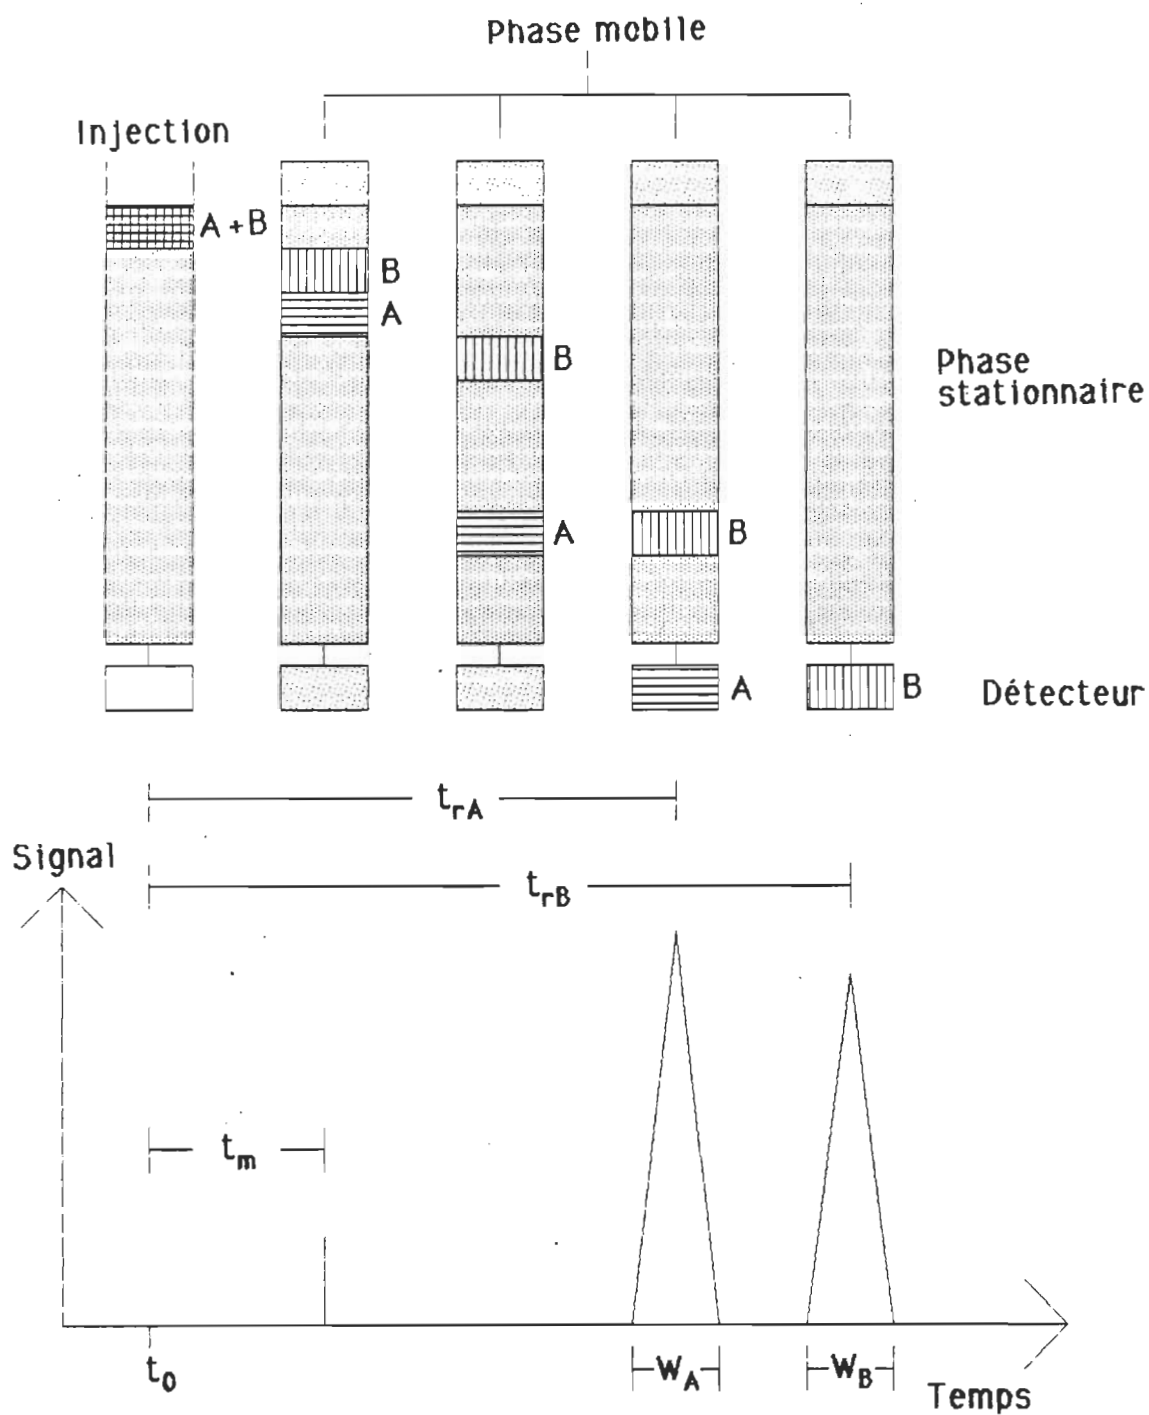 Phase mobile
Injection
A + B
B
A
B
Phase
stationnaire
A
B
A
B
Détecteur
t_rA
Signal
t_rB
t_m
t_0
W_A
W_B
Temps